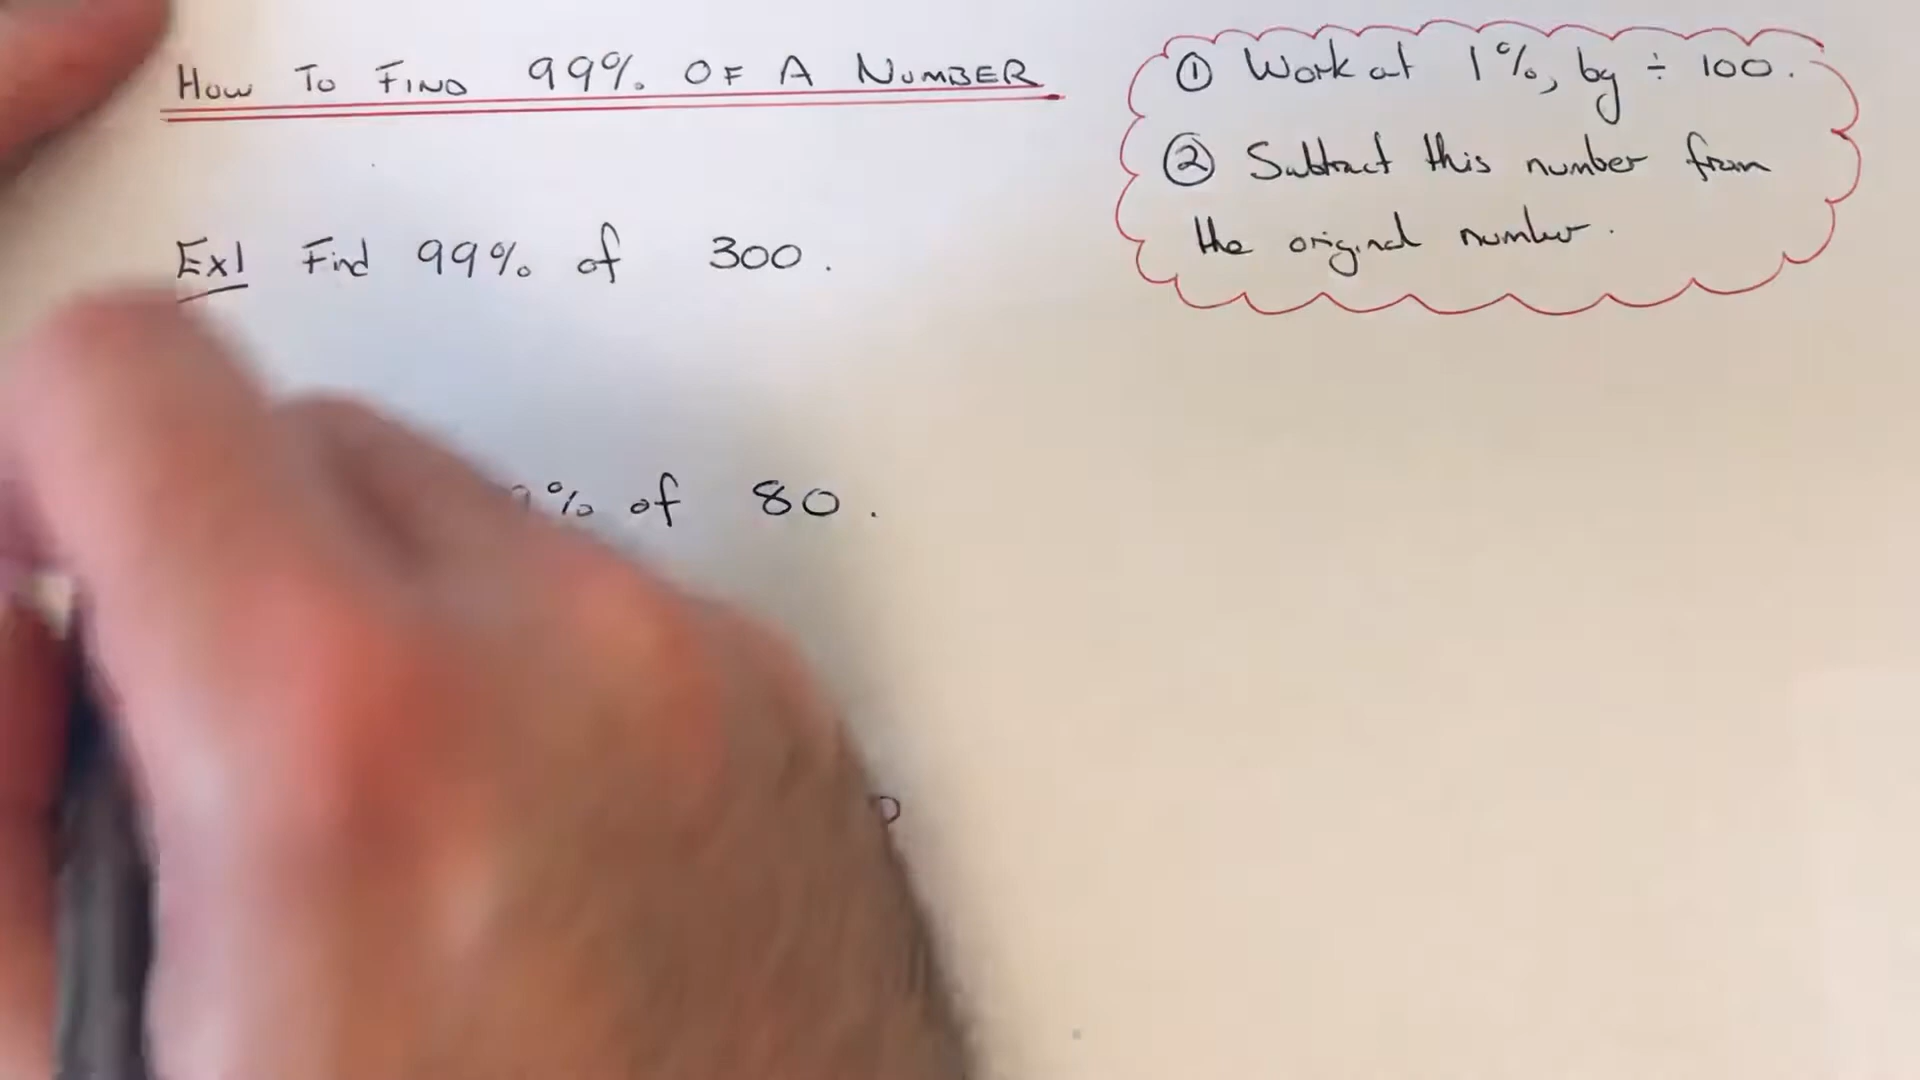 How To Find 99% Of A Number
① Work out 1%, by ÷ 100.
② Subtract this number from
the original number.
Ex1 Find 99% of 300.
% of 80.